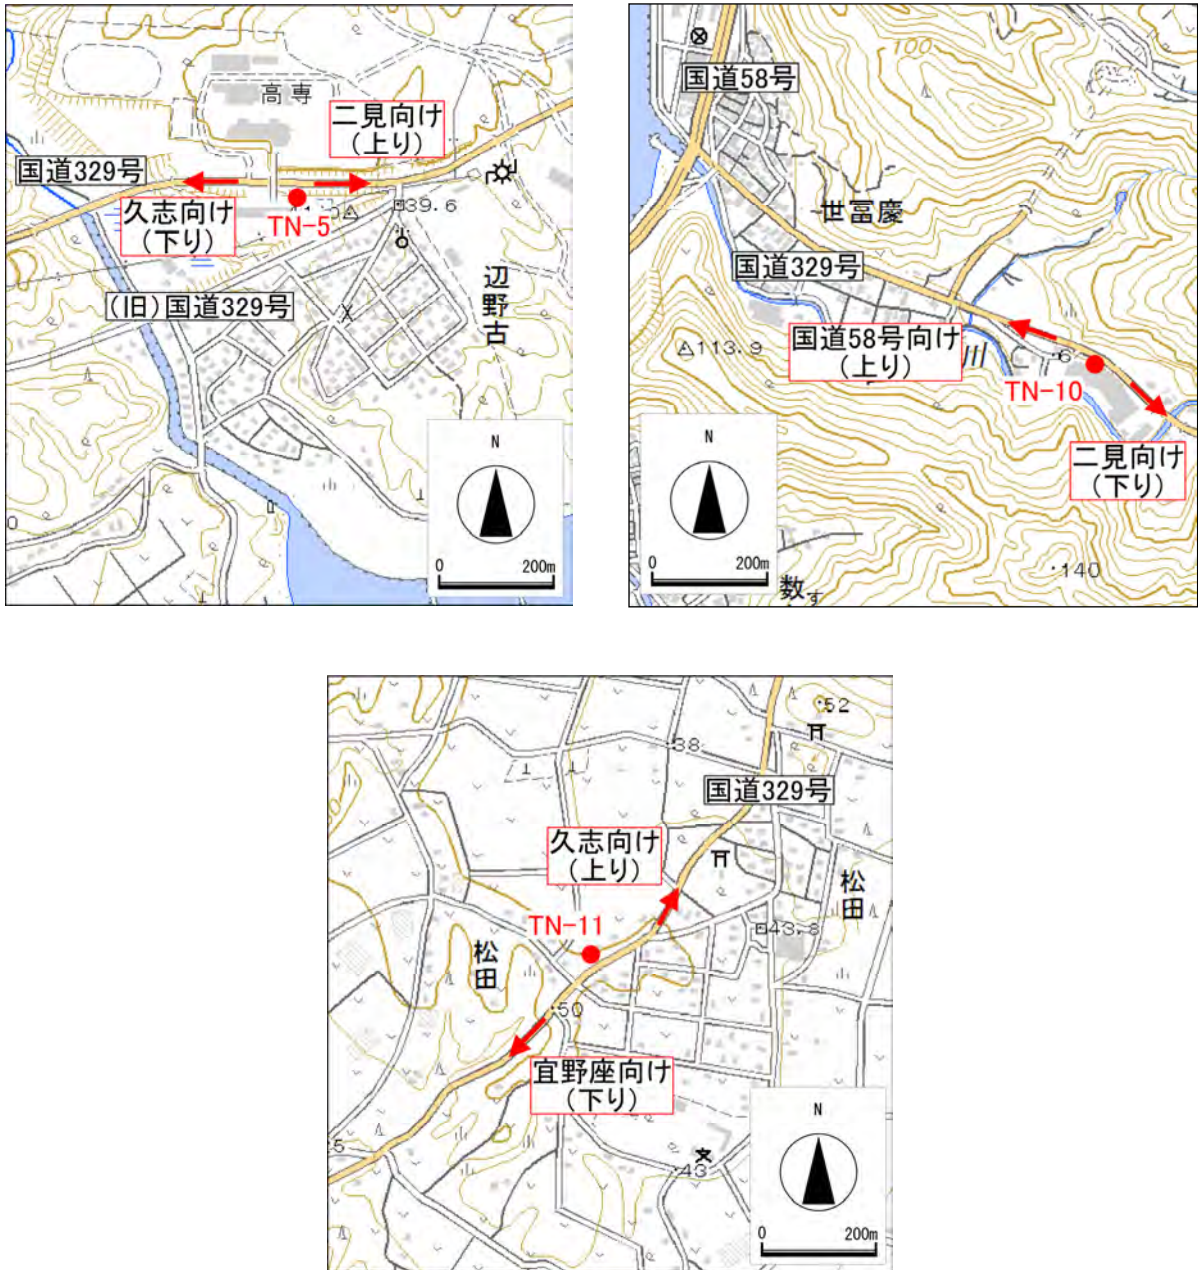 高専
二見向け
(上り)
国道329号
久志向け
(下り)
TN-5
39.6
(旧)国道329号
辺野古
N
0 200m
100
国道58号
世冨慶
国道329号
国道58号向け
(上り)
113.9
6
TN-10
二見向け
(下り)
N
0 200m
140
数す
52
38
国道329号
久志向け
(上り)
松田
TN-11
43.8
松田
50
宜野座向け
(下り)
N
43
0 200m